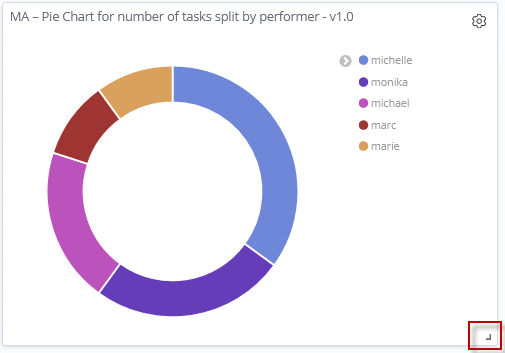 MA – Pie Chart for number of tasks split by performer - v1.0
michelle
monika
michael
marc
marie